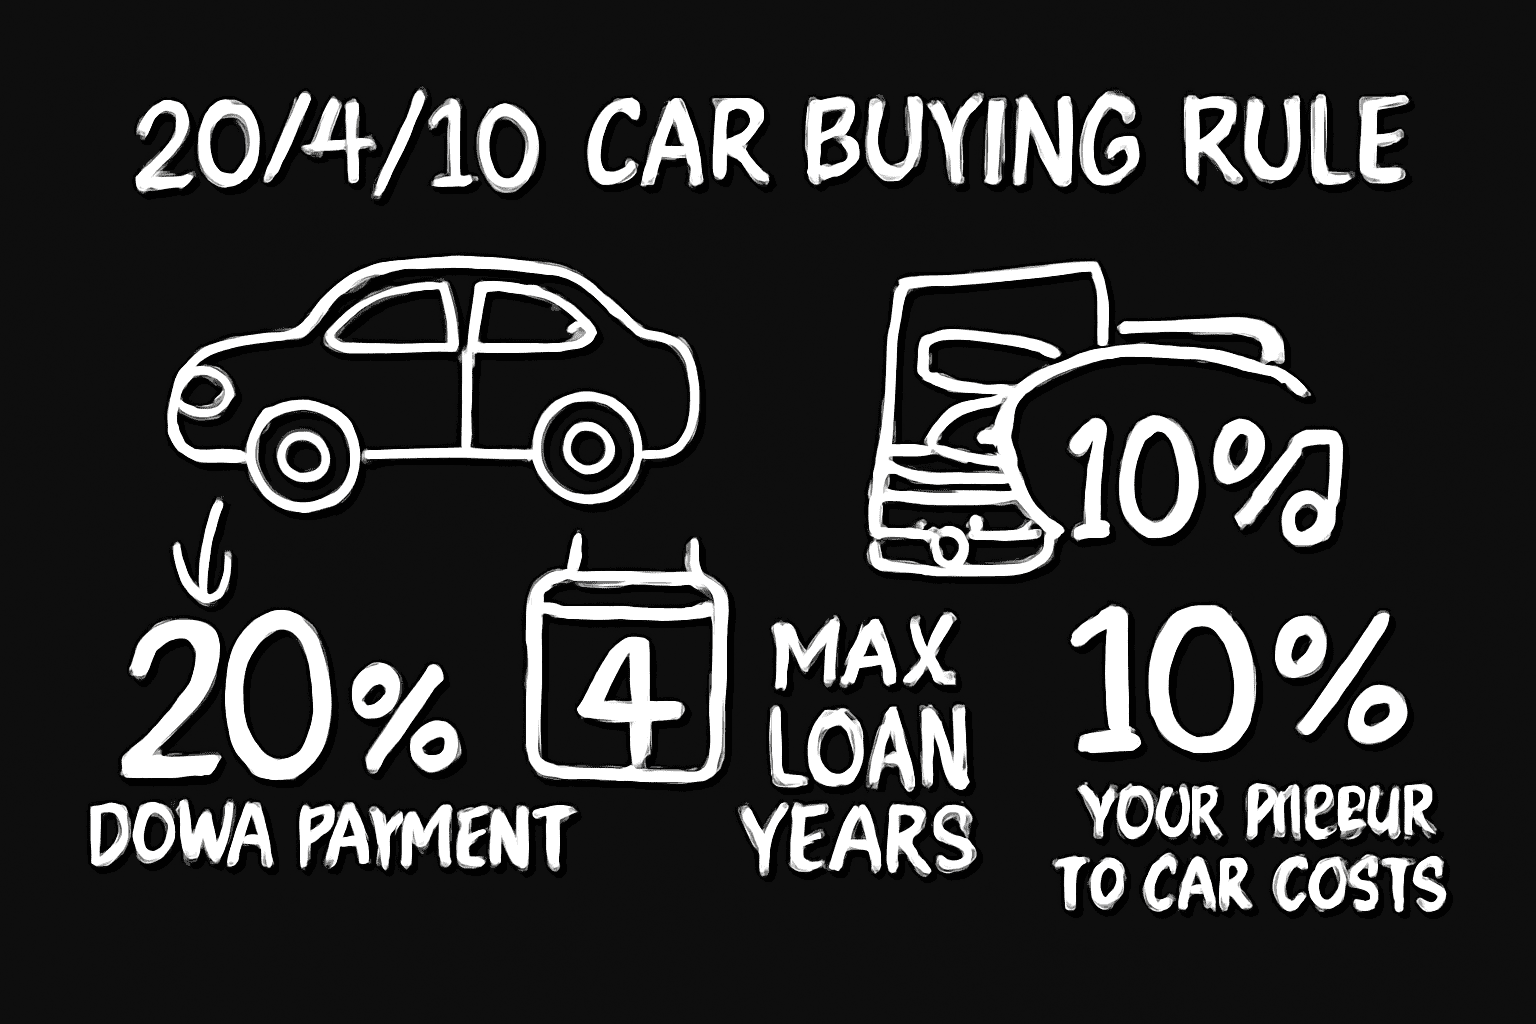 20/4/10 CAR BUYING RULE
10%
20%
DOWA PAYMENT
4
MAX
LOAN
YEARS
10%
YOUR
TO CAR COSTS